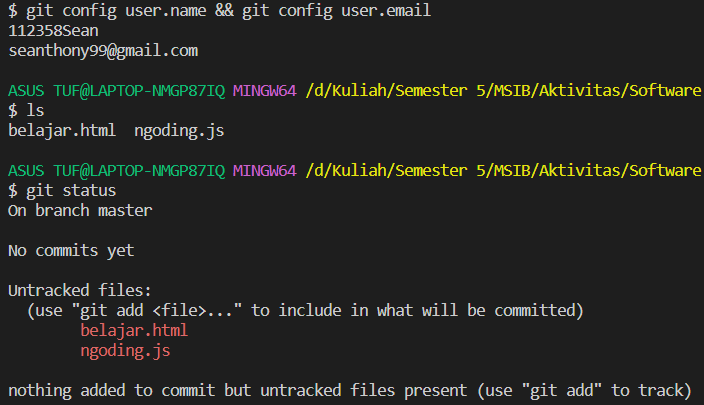 $ git config user.name && git config user.email
112358Sean
seanthony99@gmail.com
ASUS TUF@LAPTOP-NMGP87IQ MINGW64 /d/Kuliah/Semester 5/MSIB/Aktivitas/Software
$ ls
belajar.html  ngoding.js
ASUS TUF@LAPTOP-NMGP87IQ MINGW64 /d/Kuliah/Semester 5/MSIB/Aktivitas/Software
$ git status
On branch master
No commits yet
Untracked files:
  (use "git add <file>..." to include in what will be committed)
        belajar.html
        ngoding.js
nothing added to commit but untracked files present (use "git add" to track)